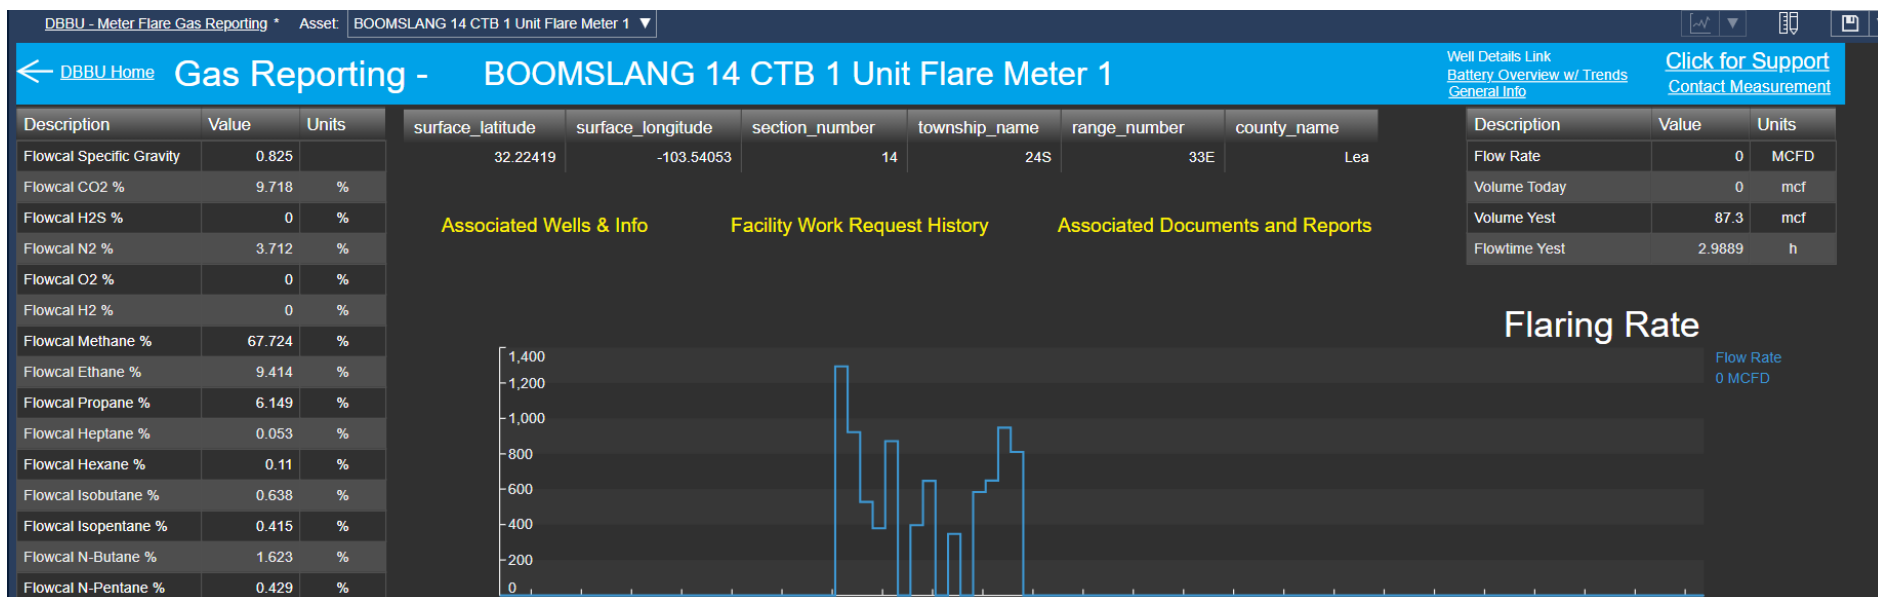 DBBU - Meter Flare Gas Reporting * Asset: BOOMSLANG 14 CTB 1 Unit Flare Meter 1 ▼
DBBU Home Gas Reporting - BOOMSLANG 14 CTB 1 Unit Flare Meter 1
Well Details Link
Battery Overview w/ Trends
General Info
Click for Support
Contact Measurement
Description Value Units
Flowcal Specific Gravity 0.825
Flowcal CO2 % 9.718 %
Flowcal H2S % 0 %
Flowcal N2 % 3.712 %
Flowcal O2 % 0 %
Flowcal H2 % 0 %
Flowcal Methane % 67.724 %
Flowcal Ethane % 9.414 %
Flowcal Propane % 6.149 %
Flowcal Heptane % 0.053 %
Flowcal Hexane % 0.11 %
Flowcal Isobutane % 0.638 %
Flowcal Isopentane % 0.415 %
Flowcal N-Butane % 1.623 %
Flowcal N-Pentane % 0.429 %
surface_latitude surface_longitude section_number township_name range_number county_name
32.22419 -103.54053 14 24S 33E Lea
Associated Wells & Info Facility Work Request History Associated Documents and Reports
Description Value Units
Flow Rate 0 MCFD
Volume Today 0 mcf
Volume Yest 87.3 mcf
Flowtime Yest 2.9889 h
Flaring Rate
Flow Rate
0 MCFD
1,400
1,200
1,000
800
600
400
200
0